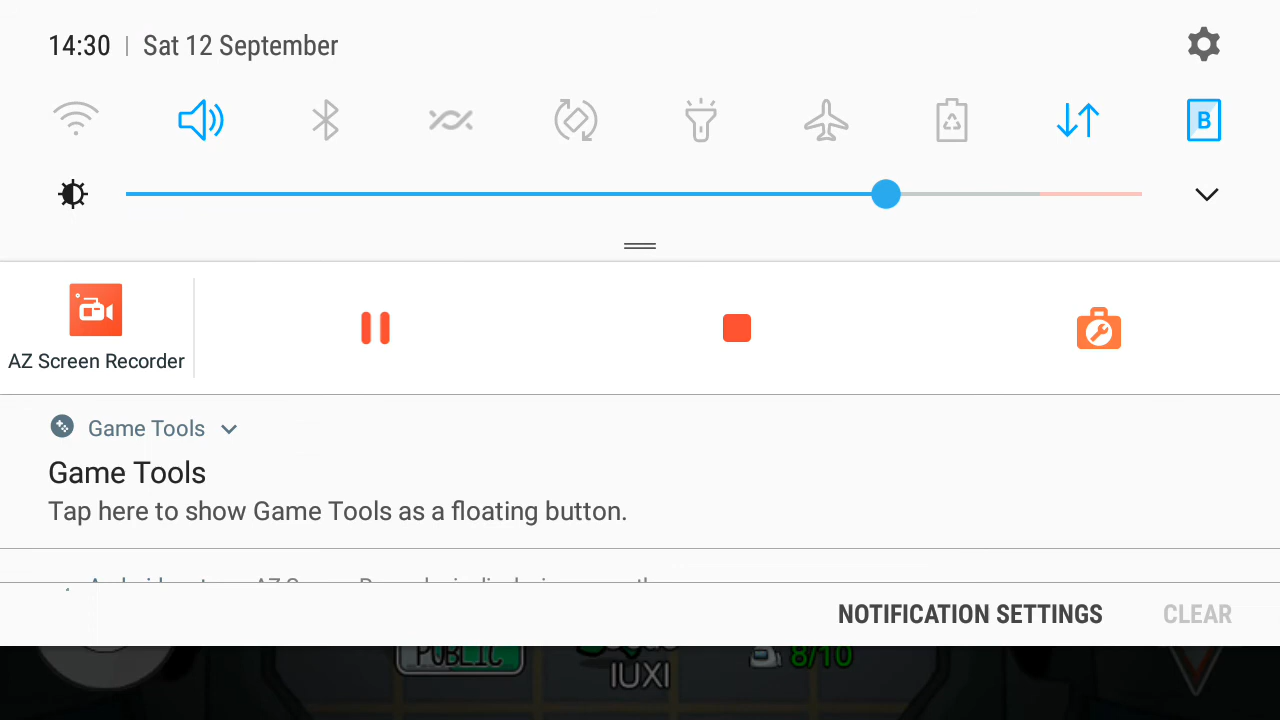 14:30 | Sat 12 September
B
AZ Screen Recorder
Game Tools
Game Tools
Tap here to show Game Tools as a floating button.
NOTIFICATION SETTINGS
CLEAR
PUBLIC
IUXI
8/10